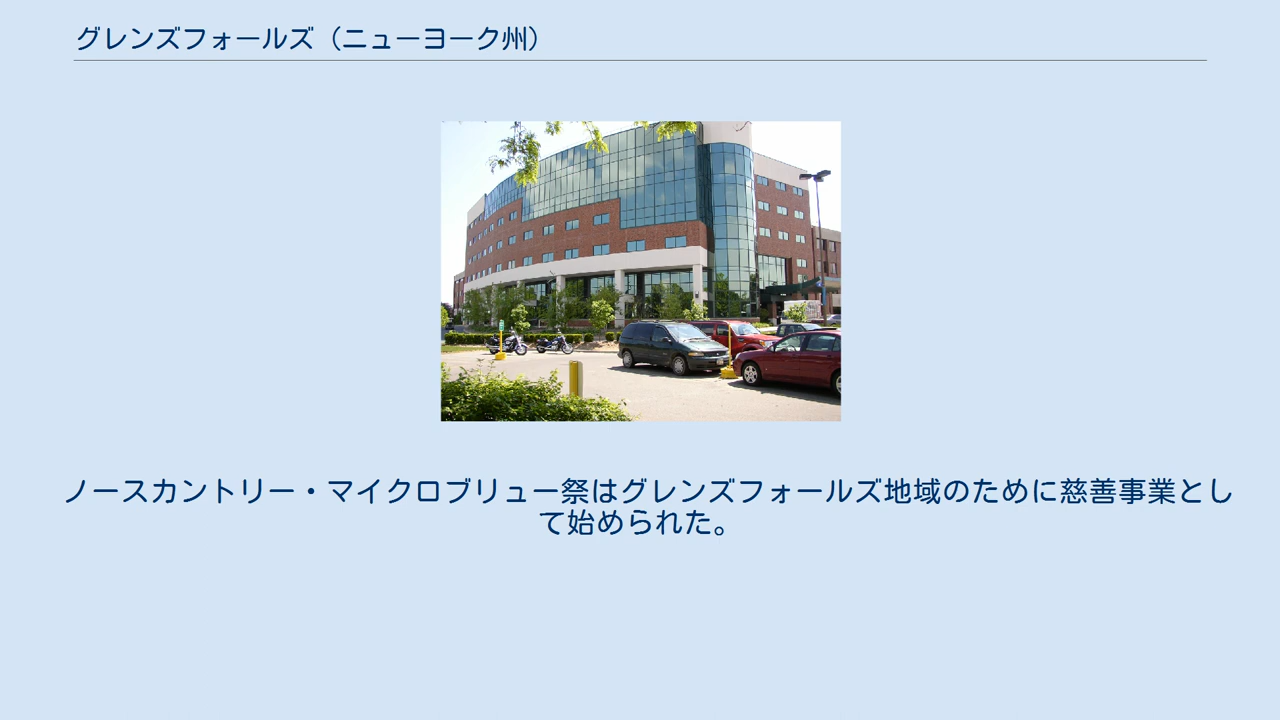 グレンズフォールズ（ニューヨーク州）
ノースカントリー・マイクロブリュー祭はグレンズフォールズ地域のために慈善事業とし
て始められた。